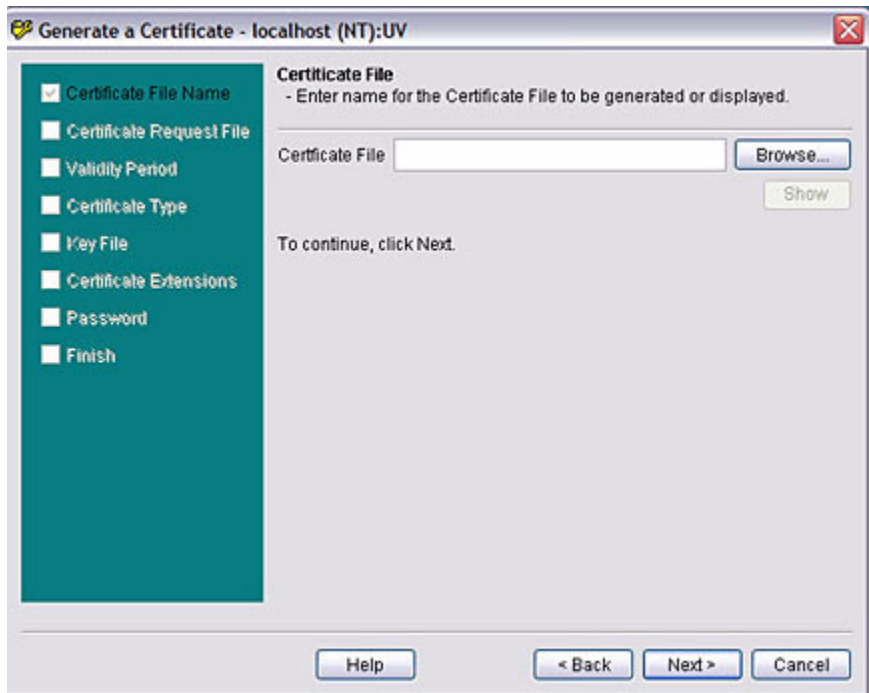 Generate a Certificate - localhost (NT):UV
Certificate File Name
Certificate Request File
Validity Period
Certificate Type
Key File
Certificate Extensions
Password
Finish
Certificate File
- Enter name for the Certificate File to be generated or displayed.
Certficate File
Browse...
Show
To continue, click Next.
Help
< Back
Next >
Cancel